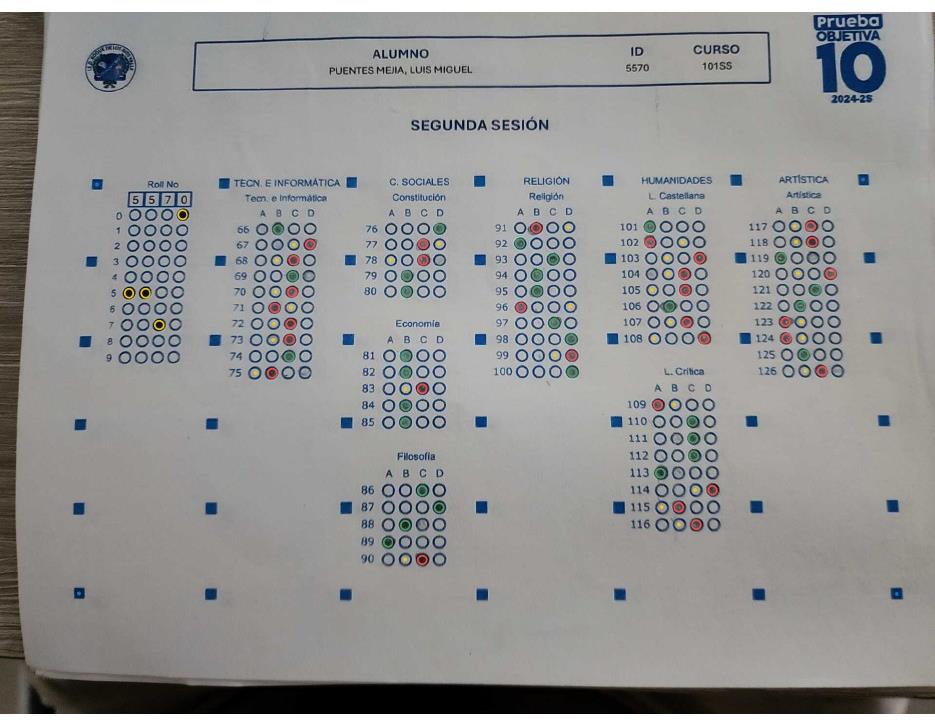 Prueba
OBJETIVA
10
2024-2S
ALUMNO
ID
CURSO
PUENTES MEJIA, LUIS MIGUEL
5570
101SS
SEGUNDA SESIÓN
Roll No
5 5 7 0
0
1
2
3
4
5
6
7
8
9
TECN. E INFORMÁTICA
Tecn. e Informática
A B C D
66
67
68
69
70
71
72
73
74
75
C. SOCIALES
Constitución
A B C D
76
77
78
79
80
Economía
A B C D
81
82
83
84
85
Filosofía
A B C D
86
87
88
89
90
RELIGIÓN
Religión
A B C D
91
92
93
94
95
96
97
98
99
100
HUMANIDADES
L. Castellana
A B C D
101
102
103
104
105
106
107
108
L. Crítica
A B C D
109
110
111
112
113
114
115
116
ARTÍSTICA
Artística
A B C D
117
118
119
120
121
122
123
124
125
126